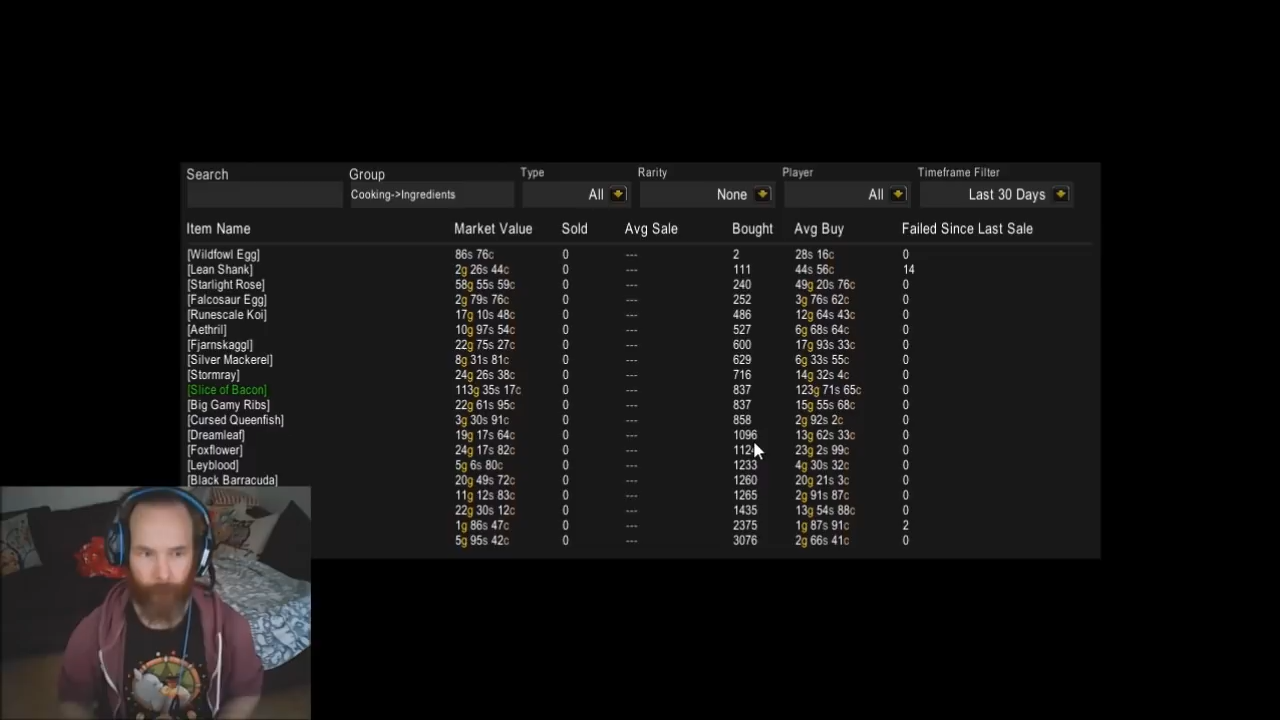 Search Group Type Rarity Player Timeframe Filter
Cooking->Ingredients All None All Last 30 Days
Item Name Market Value Sold Avg Sale Bought Avg Buy Failed Since Last Sale
[Wildfowl Egg] 86s 76c 0 --- 2 28s 16c 0
[Lean Shank] 2g 26s 44c 0 --- 111 44s 56c 14
[Starlight Rose] 58g 55s 59c 0 --- 240 49g 20s 76c 0
[Falcosaur Egg] 2g 79s 76c 0 --- 252 3g 76s 62c 0
[Runescale Koi] 17g 10s 48c 0 --- 486 12g 64s 43c 0
[Aethril] 10g 97s 54c 0 --- 527 6g 68s 64c 0
[Fjarnskaggl] 22g 75s 27c 0 --- 600 17g 93s 33c 0
[Silver Mackerel] 8g 31s 81c 0 --- 629 6g 33s 55c 0
[Stormray] 24g 26s 38c 0 --- 716 14g 32s 4c 0
[Slice of Bacon] 113g 35s 17c 0 --- 837 123g 71s 65c 0
[Big Gamy Ribs] 22g 61s 95c 0 --- 837 15g 55s 68c 0
[Cursed Queenfish] 3g 30s 91c 0 --- 858 2g 92s 2c 0
[Dreamleaf] 19g 17s 64c 0 --- 1096 13g 62s 33c 0
[Foxflower] 24g 17s 82c 0 --- 23g 2s 99c 0
[Leyblood] 5g 6s 80c 0 --- 1233 4g 30s 32c 0
[Black Barracuda] 20g 49s 72c 0 --- 1260 20g 21s 3c 0
11g 12s 83c 0 --- 1265 2g 91s 87c 0
22g 30s 12c 0 --- 1435 13g 54s 88c 0
1g 86s 47c 0 --- 2375 1g 87s 91c 2
5g 95s 42c 0 --- 3076 2g 66s 41c 0